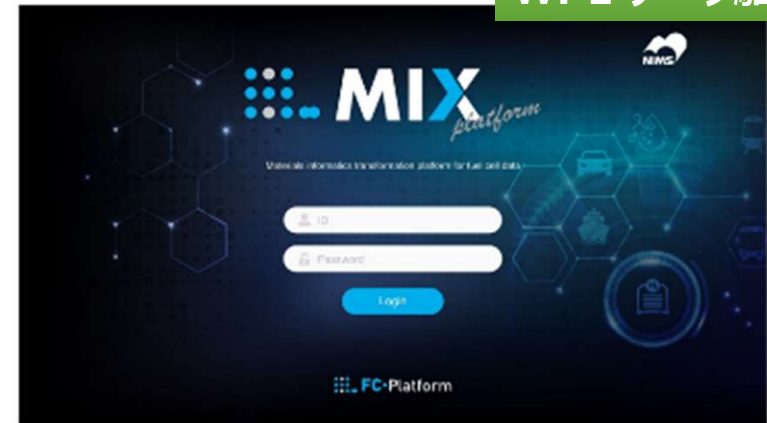 NIMS
MIX
platform
Materials informatics transformation platform for fuel cell data
ID
Password
Login
FC-Platform